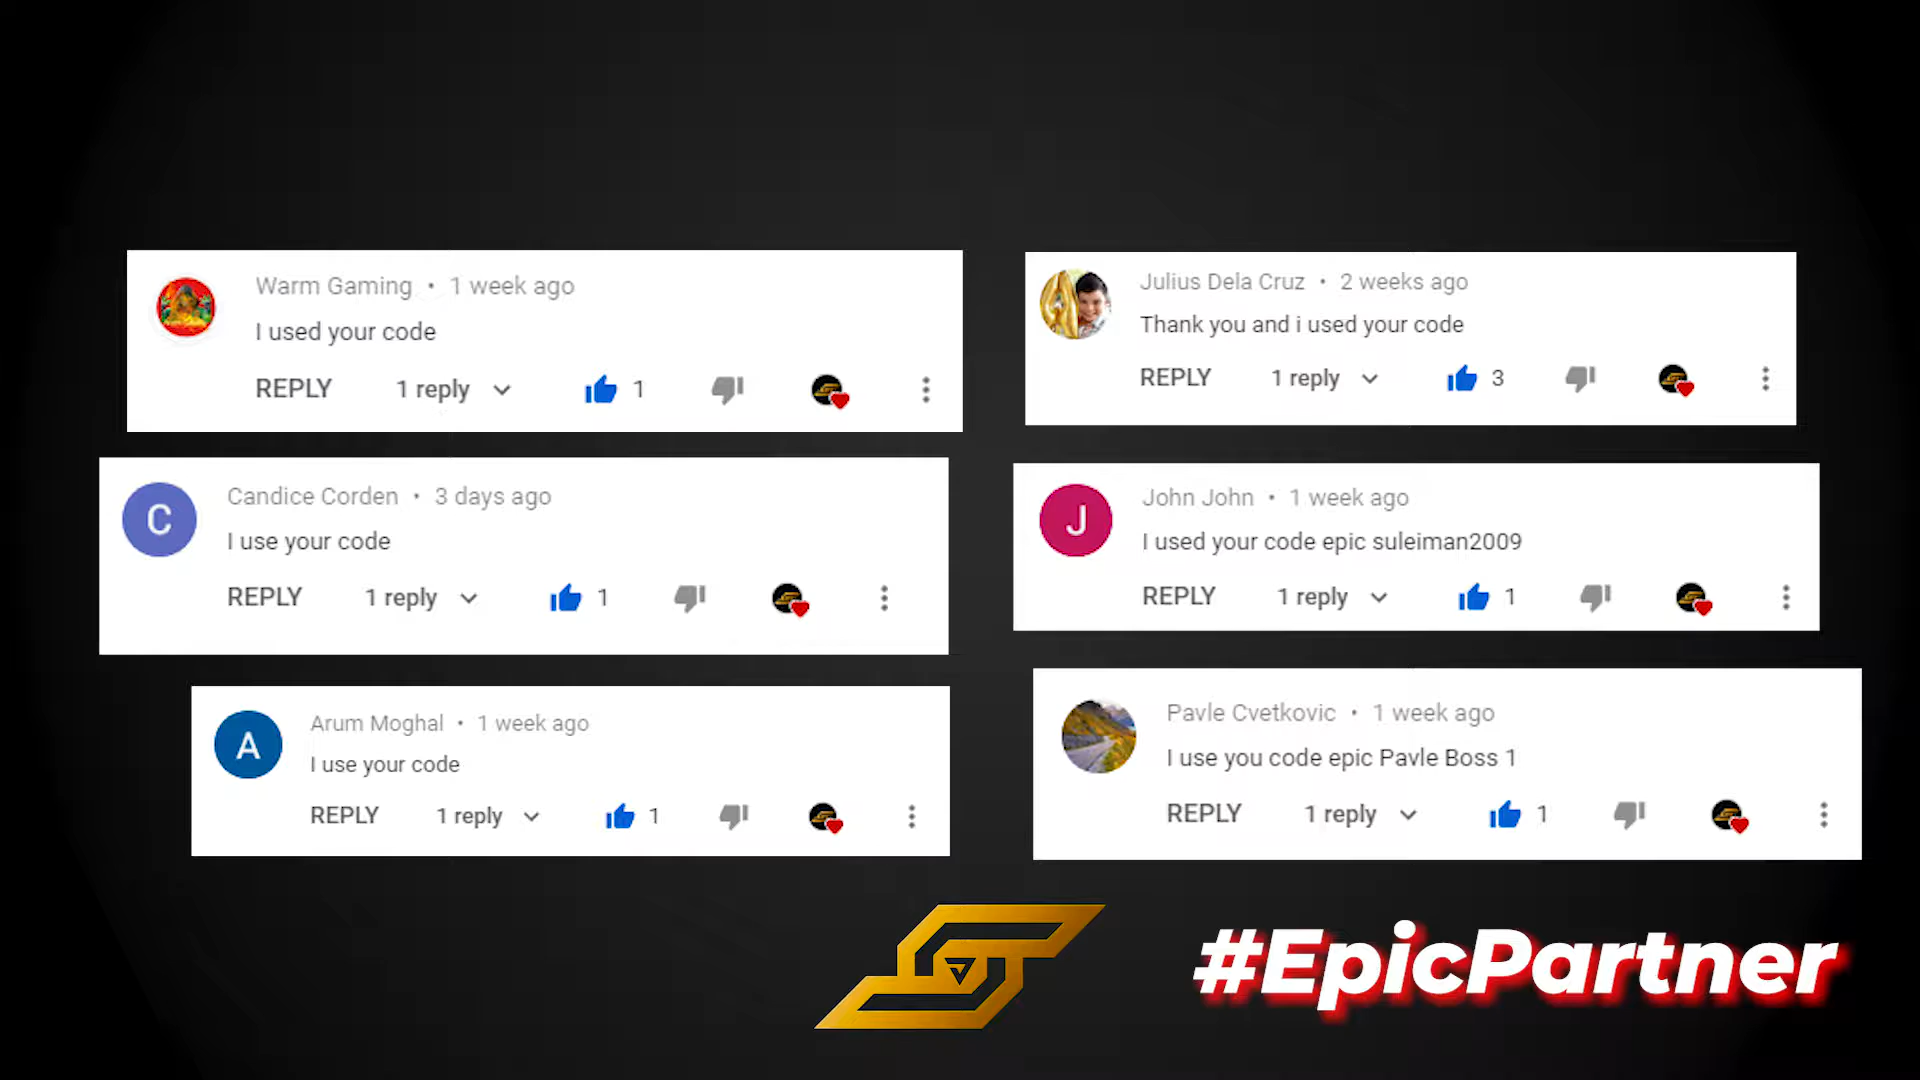 Warm Gaming • 1 week ago
I used your code
REPLY 1 reply 1
Julius Dela Cruz • 2 weeks ago
Thank you and i used your code
REPLY 1 reply 3
C
Candice Corden • 3 days ago
I use your code
REPLY 1 reply 1
J
John John • 1 week ago
I used your code epic suleiman2009
REPLY 1 reply 1
A
Arum Moghal • 1 week ago
I use your code
REPLY 1 reply 1
Pavle Cvetkovic • 1 week ago
I use you code epic Pavle Boss 1
REPLY 1 reply 1
#EpicPartner